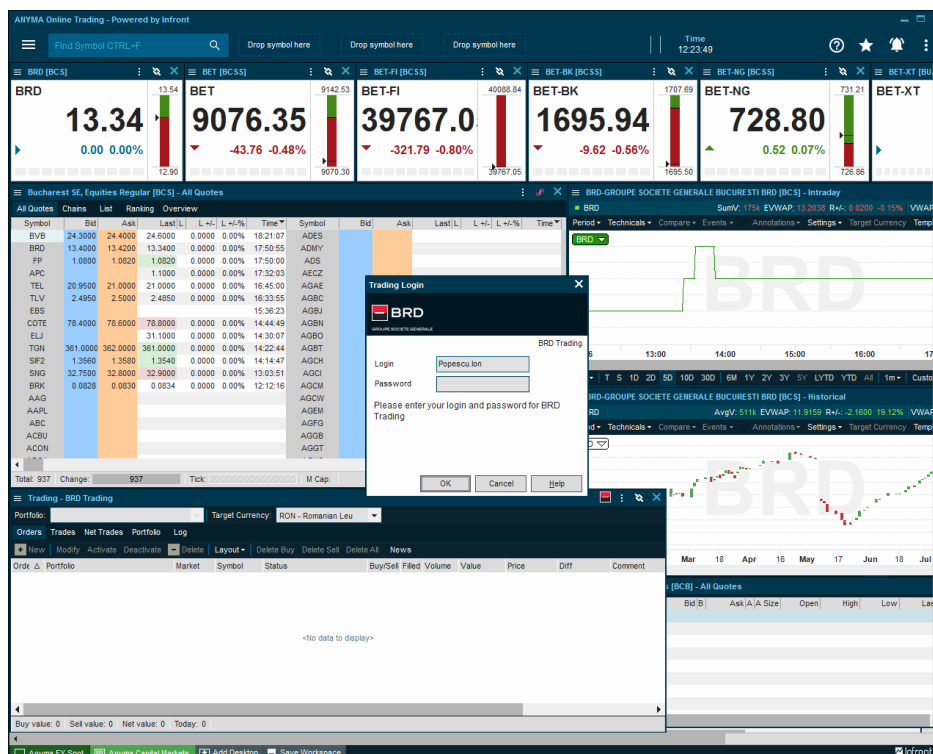 ANYMA Online Trading - Powered by Infront
Find Symbol CTRL+F
Drop symbol here
Drop symbol here
Drop symbol here
Time
12:23:49
BRD [BCS]
BET [BCSS]
BET-FI [BCSS]
BET-BK [BCSS]
BET-NG [BCSS]
BET-XT [BU
BRD
13.54
13.34
0.00 0.00%
12.90
BET
9142.53
9076.35
-43.76 -0.48%
9070.30
BET-FI
40088.84
39767.0
-321.79 -0.80%
39767.05
BET-BK
1707.69
1695.94
-9.62 -0.56%
1695.50
BET-NG
731.21
728.80
0.52 0.07%
726.86
BET-XT
Bucharest SE, Equities Regular [BCS] - All Quotes
All Quotes Chains List Ranking Overview
Symbol Bid Ask Last L L +/- L +/-% Time Symbol Bid Ask Last L L +/- L +/-% Time
BVB 24.3000 24.4000 24.6000 0.0000 0.00% 18:21:07 ADES
BRD 13.4000 13.4200 13.3400 0.0000 0.00% 17:50:55 ADMY
FP 1.0800 1.0820 1.0820 0.0000 0.00% 17:50:00 ADS
APC 1.1000 0.0000 0.00% 17:32:03 AECZ
TEL 20.9500 21.0000 21.0000 0.0000 0.00% 16:45:00 AGAE
TLV 2.4950 2.5000 2.4850 0.0000 0.00% 16:33:55 AGBC
EBS 15:36:23 AGBJ
COTE 78.4000 78.6000 78.8000 0.0000 0.00% 14:44:49 AGBN
ELJ 31.1000 0.0000 0.00% 14:30:07 AGBO
TGN 361.0000 362.0000 361.0000 0.0000 0.00% 14:22:44 AGBT
SIF2 1.3560 1.3580 1.3540 0.0000 0.00% 14:14:47 AGCH
SNG 32.7500 32.8000 32.9000 0.0000 0.00% 13:03:51 AGCI
BRK 0.0828 0.0830 0.0834 0.0000 0.00% 12:12:16 AGCM
AAG AGCW
AAPL AGEM
ABC AGFG
ACBU AGGB
ACON AGGT
Total: 937 Change: 937 Tick: M Cap:
BRD-GROUPE SOCIETE GENERALE BUCURESTI BRD [BCS] - Intraday
BRD SumV: 175k EVWAP: 13.2038 R+/-: 0.0200 -0.15% VWAP
Period Technicals Compare Events Annotations Settings Target Currency Templ
BRD
BRD
13:00 14:00 15:00 16:00 17
T S 1D 2D 5D 10D 30D 6M 1Y 2Y 3Y 5Y LYTD YTD All 1m Custo
BRD-GROUPE SOCIETE GENERALE BUCURESTI BRD [BCS] - Historical
RD AvgV: 511k EVWAP: 11.9159 R+/-: -2.1600 19.12% VWAP
Technicals Compare Events Annotations Settings Target Currency Templ
BRD
Mar 18 Apr 16 May 17 Jun 18 Jul
[BCB] - All Quotes
Bid B Ask A A Size Open High Low Las
Trading Login
BRD
GROUPE SOCIETE GENERALE
BRD Trading
Login Popescu.Ion
Password
Please enter your login and password for BRD
Trading
OK Cancel Help
Trading - BRD Trading
Portfolio: Target Currency: RON - Romanian Leu
Orders Trades Net Trades Portfolio Log
New Modify Activate Deactivate Delete Layout Delete Buy Delete Sell Delete All News
Orde Portfolio Market Symbol Status Buy/Sell Filled Volume Value Price Diff Comment
<No data to display>
Buy value: 0 Sell value: 0 Net value: 0 Today: 0
Anyma FX Spot Anyma Capital Markets Add Desktop Save Workspace
Infront